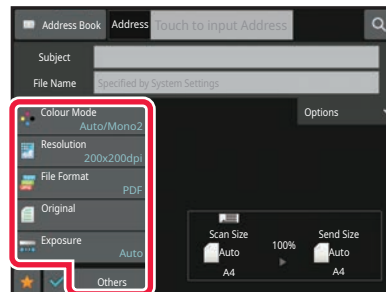 Address Book Address Touch to input Address
Subject
File Name Specified by System Settings
Colour Mode
Auto/Mono2
Options
Resolution
200x200dpi
File Format
PDF
Original
Exposure
Auto
Others
Scan Size
Auto
A4
100%
Send Size
Auto
A4